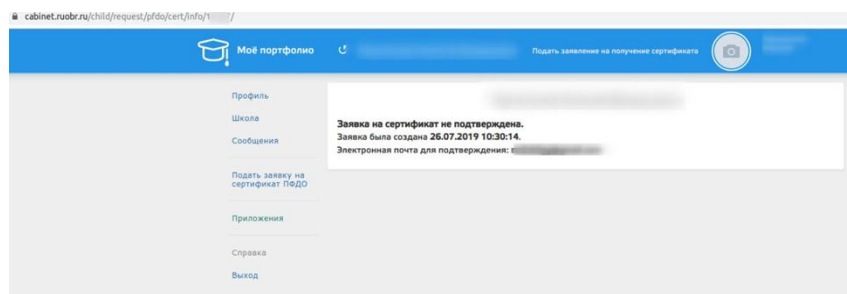 cabinet.ruobr.ru/child/request/pfdo/cert/info/1
Моё портфолио
Подать заявление на получение сертификата
Профиль
Школа
Сообщения
Подать заявку на
сертификат ПФДО
Приложения
Справка
Выход
Заявка на сертификат не подтверждена.
Заявка была создана 26.07.2019 10:30:14.
Электронная почта для подтверждения: